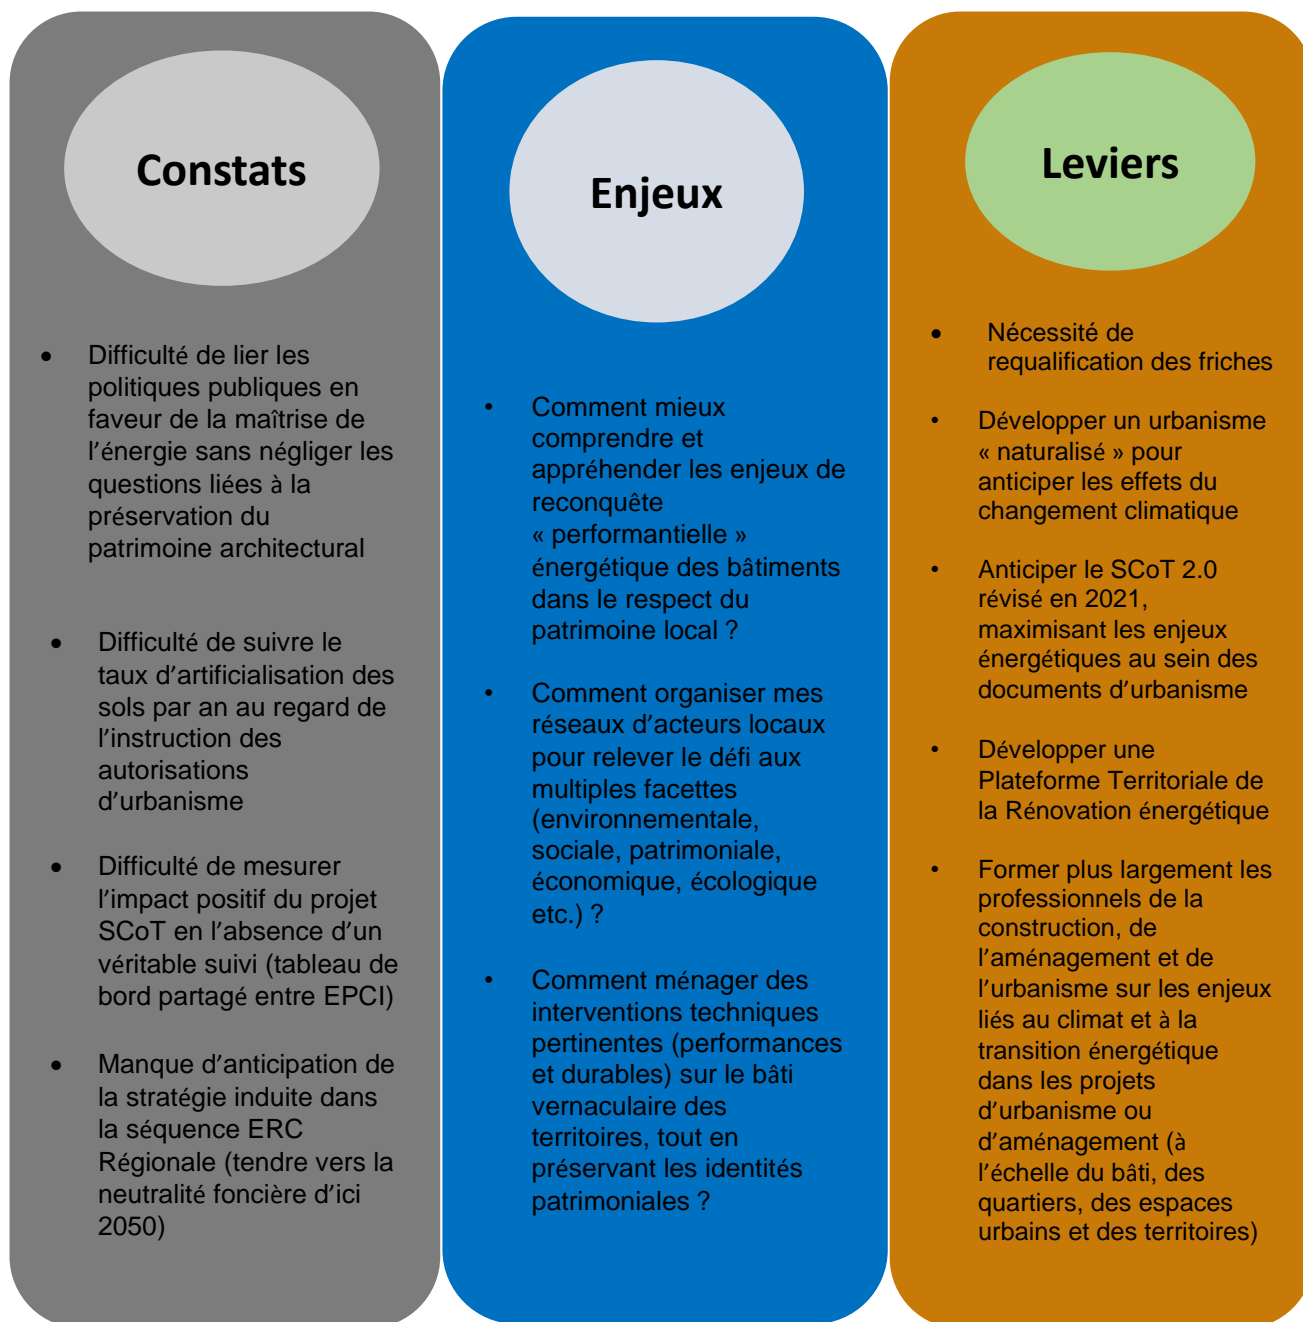 Constats
• Difficulté de lier les
politiques publiques en
faveur de la maîtrise de
l'énergie sans négliger les
questions liées à la
préservation du
patrimoine architectural
• Difficulté de suivre le
taux d'artificialisation des
sols par an au regard de
l'instruction des
autorisations
d'urbanisme
• Difficulté de mesurer
l'impact positif du projet
SCoT en l'absence d'un
véritable suivi (tableau de
bord partagé entre EPCI)
• Manque d'anticipation de
la stratégie induite dans
la séquence ERC
Régionale (tendre vers la
neutralité foncière d'ici
2050)
Enjeux
• Comment mieux
comprendre et
appréhender les enjeux de
reconquête
« performantielle »
énergétique des bâtiments
dans le respect du
patrimoine local ?
• Comment organiser mes
réseaux d'acteurs locaux
pour relever le défi aux
multiples facettes
(environnementale,
sociale, patrimoniale,
économique, écologique
etc.) ?
• Comment ménager des
interventions techniques
pertinentes (performances
et durables) sur le bâti
vernaculaire des
territoires, tout en
préservant les identités
patrimoniales ?
Leviers
• Nécessité de
requalification des friches
• Développer un urbanisme
« naturalisé » pour
anticiper les effets du
changement climatique
• Anticiper le SCoT 2.0
révisé en 2021,
maximisant les enjeux
énergétiques au sein des
documents d'urbanisme
• Développer une
Plateforme Territoriale de
la Rénovation énergétique
• Former plus largement les
professionnels de la
construction, de
l'aménagement et de
l'urbanisme sur les enjeux
liés au climat et à la
transition énergétique
dans les projets
d'urbanisme ou
d'aménagement (à
l'échelle du bâti, des
quartiers, des espaces
urbains et des territoires)